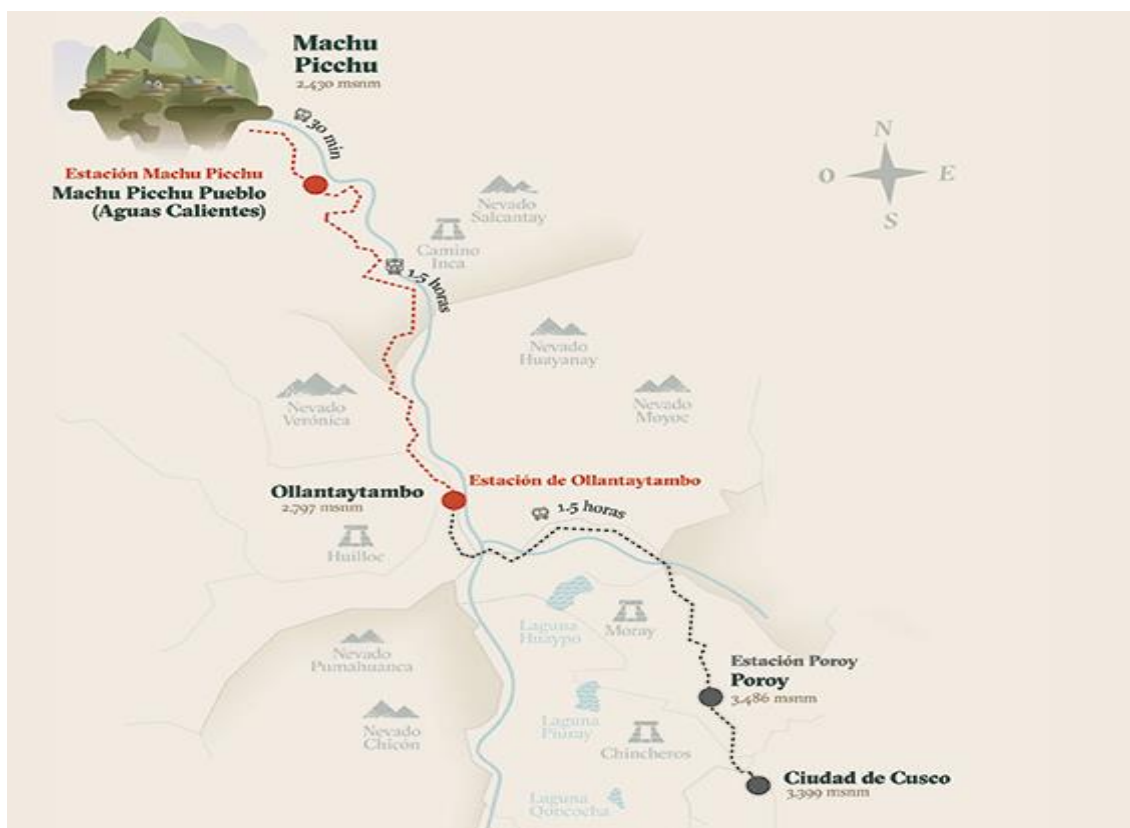 Machu
Picchu
2.430 msnm
30 min
Estación Machu Picchu
Machu Picchu Pueblo
(Aguas Calientes)
N
O
E
S
Nevado
Salcantay
Camino
Inca
1.5 horas
Nevado
Huayanay
Nevado
Verónica
Nevado
Moyoc
Estación de Ollantaytambo
Ollantaytambo
2.797 msnm
1.5 horas
Huilloc
Laguna
Huaypo
Moray
Nevado
Pumahuanca
Estación Poroy
Poroy
3.486 msnm
Nevado
Chicón
Laguna
Piuray
Chincheros
Ciudad de Cusco
3.399 msnm
Laguna
Qoricocha